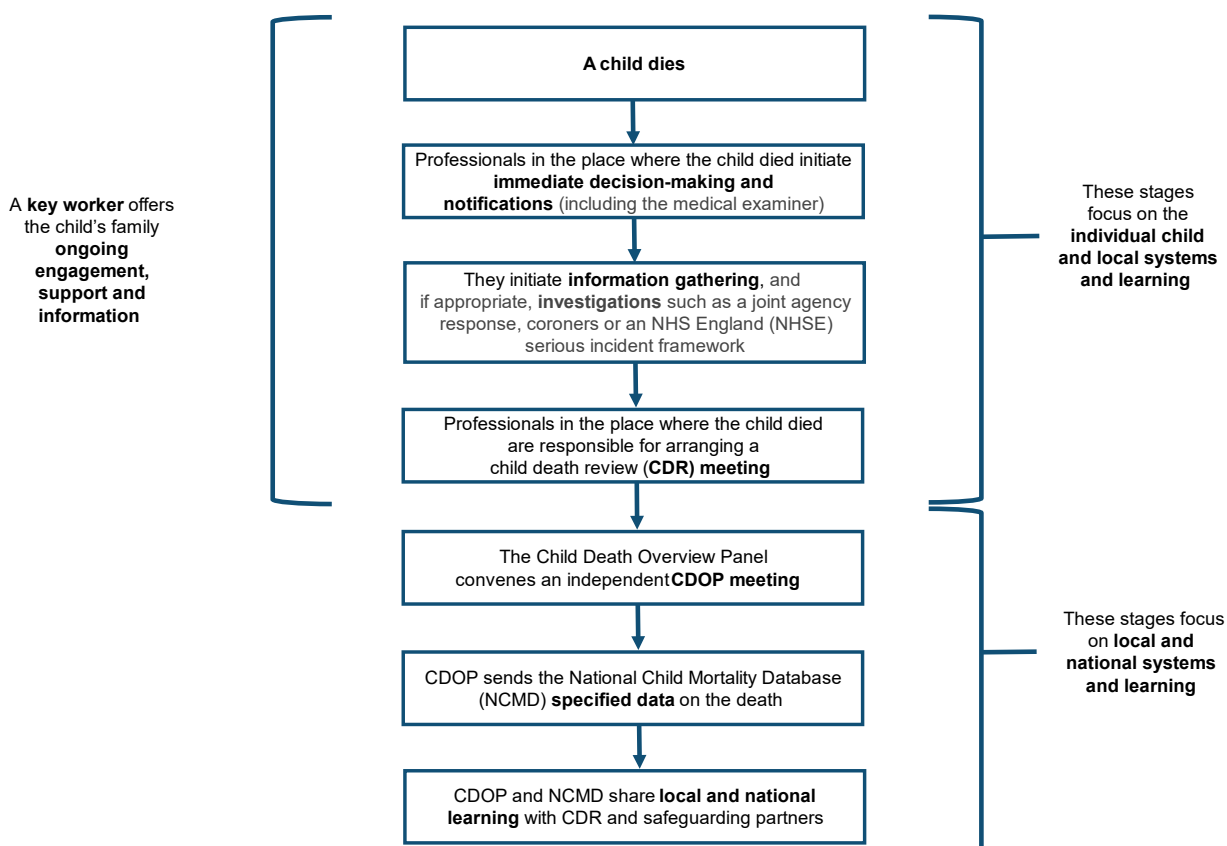 A child dies
Professionals in the place where the child died initiate
immediate decision-making and
notifications (including the medical examiner)
A key worker offers
the child's family
ongoing
engagement,
support and
information
These stages
focus on the
individual child
and local systems
and learning
They initiate information gathering, and
if appropriate, investigations such as a joint agency
response, coroners or an NHS England (NHSE)
serious incident framework
Professionals in the place where the child died
are responsible for arranging a
child death review (CDR) meeting
The Child Death Overview Panel
convenes an independent CDOP meeting
These stages focus
on local and
national systems
and learning
CDOP sends the National Child Mortality Database
(NCMD) specified data on the death
CDOP and NCMD share local and national
learning with CDR and safeguarding partners